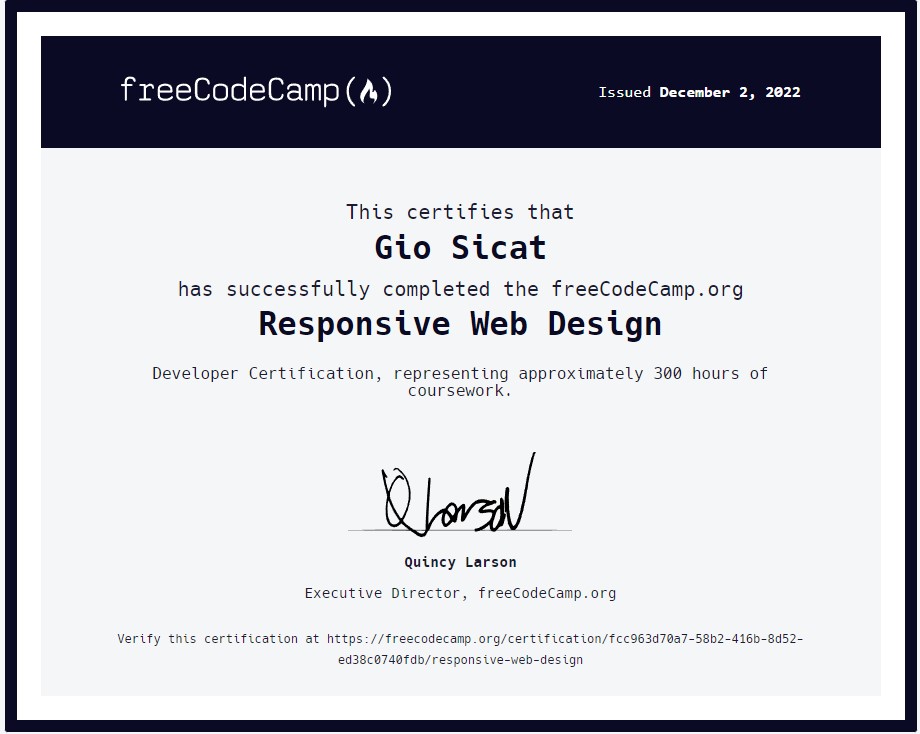 freeCodeCamp(🔥)
Issued December 2, 2022
This certifies that
Gio Sicat
has successfully completed the freeCodeCamp.org
Responsive Web Design
Developer Certification, representing approximately 300 hours of
coursework.
QLarson
Quincy Larson
Executive Director, freeCodeCamp.org
Verify this certification at https://freecodecamp.org/certification/fcc963d70a7-58b2-416b-8d52-
ed38c0740fdb/responsive-web-design